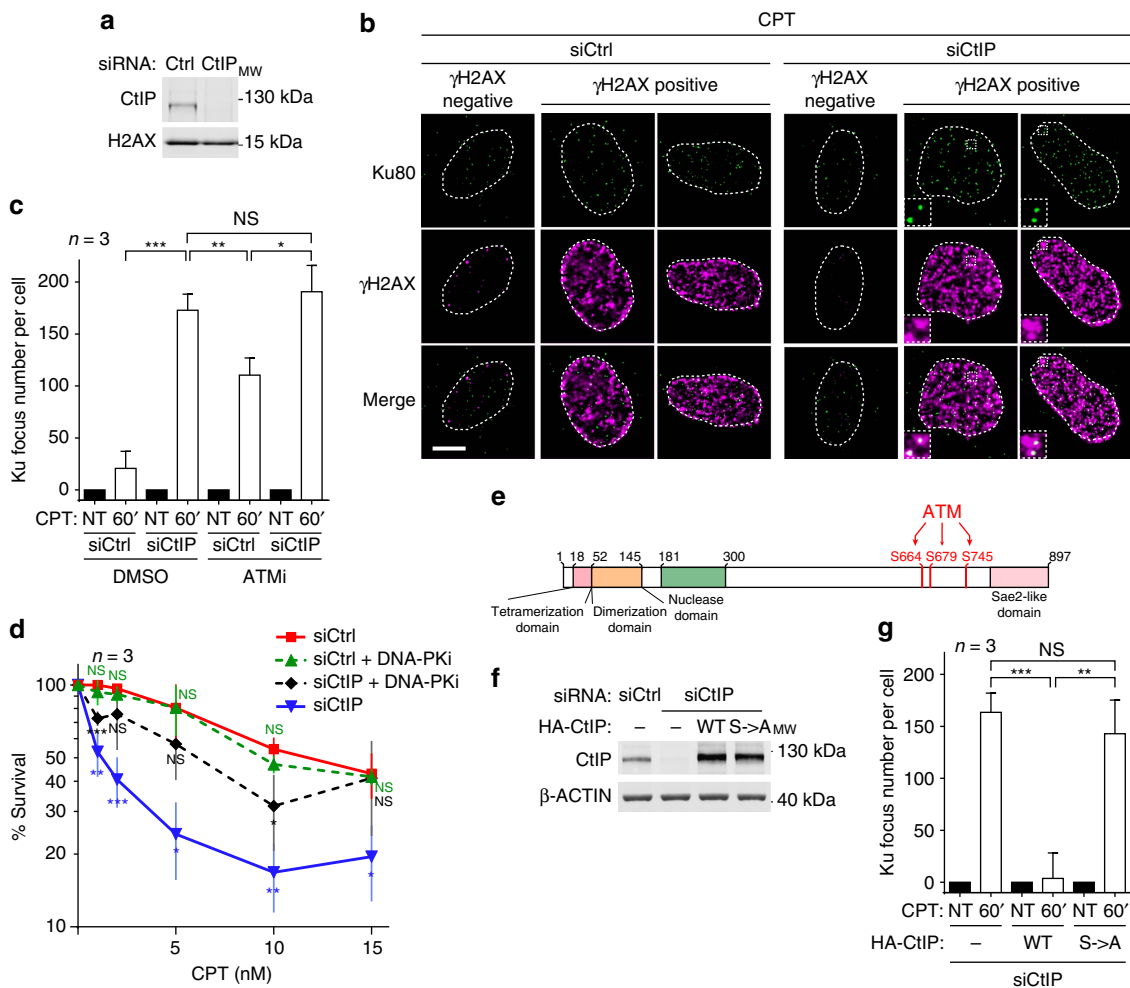 a
siRNA: Ctrl CtIP MW
CtIP
-130 kDa
H2AX
-15 kDa
b
CPT
siCtrl
siCtIP
γH2AX negative
γH2AX positive
γH2AX negative
γH2AX positive
Ku80
γH2AX
Merge
c
n = 3
NS
*** ** *
Ku focus number per cell
200
150
100
50
0
CPT: NT 60′ NT 60′ NT 60′ NT 60′
siCtrl siCtIP siCtrl siCtIP
DMSO ATMi
d
n = 3
siCtrl
siCtrl + DNA-PKi
siCtIP + DNA-PKi
siCtIP
% Survival
100
50
40
30
20
10
NS NS NS NS NS
*** NS NS * NS
** *** * ** *
5 10 15
CPT (nM)
e
ATM
1 18 52 145 181 300 S664 S679 S745 897
Tetramerization domain
Dimerization domain
Nuclease domain
Sae2-like domain
f
siRNA: siCtrl siCtIP
HA-CtIP: – – WT S->A MW
CtIP
-130 kDa
β-ACTIN
-40 kDa
g
n = 3
NS
*** **
Ku focus number per cell
200
150
100
50
0
CPT: NT 60′ NT 60′ NT 60′
HA-CtIP: – WT S->A
siCtIP